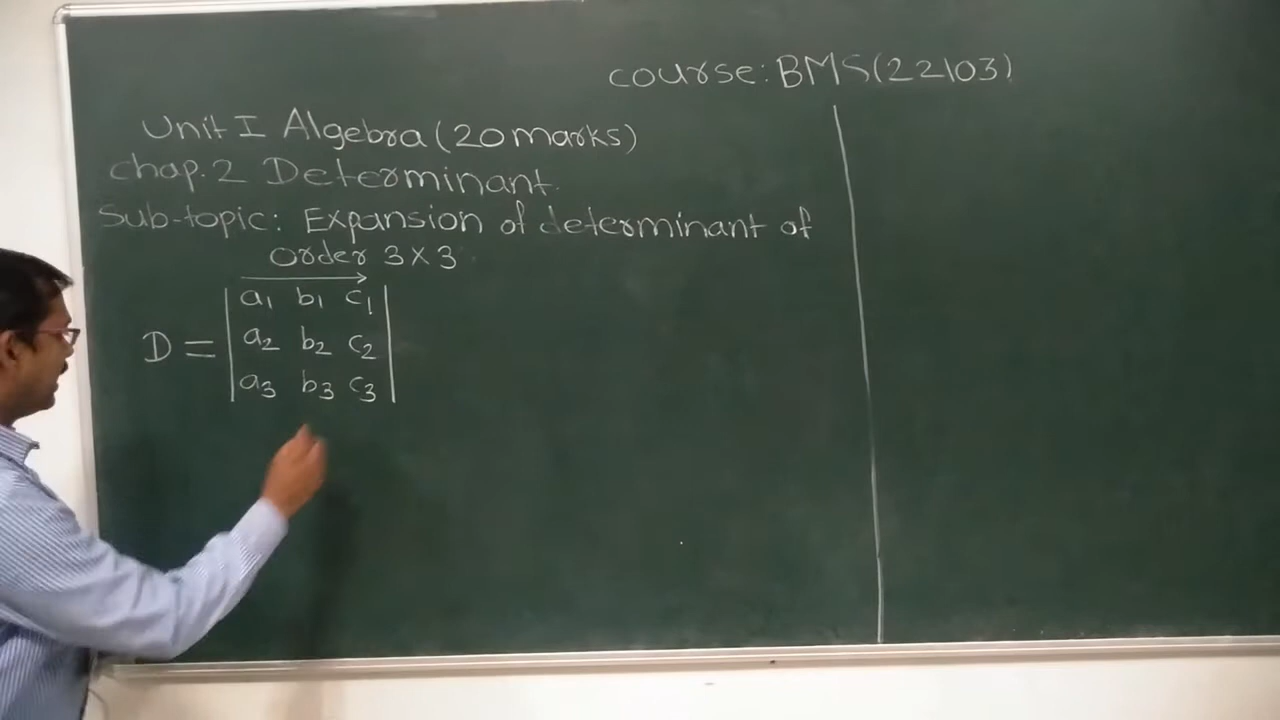 course: BMS(22103)
Unit I Algebra (20 marks)
chap. 2 Determinant.
Sub-topic: Expansion of determinant of
order 3 × 3
a₁ b₁ c₁
D = a₂ b₂ c₂
a₃ b₃ c₃